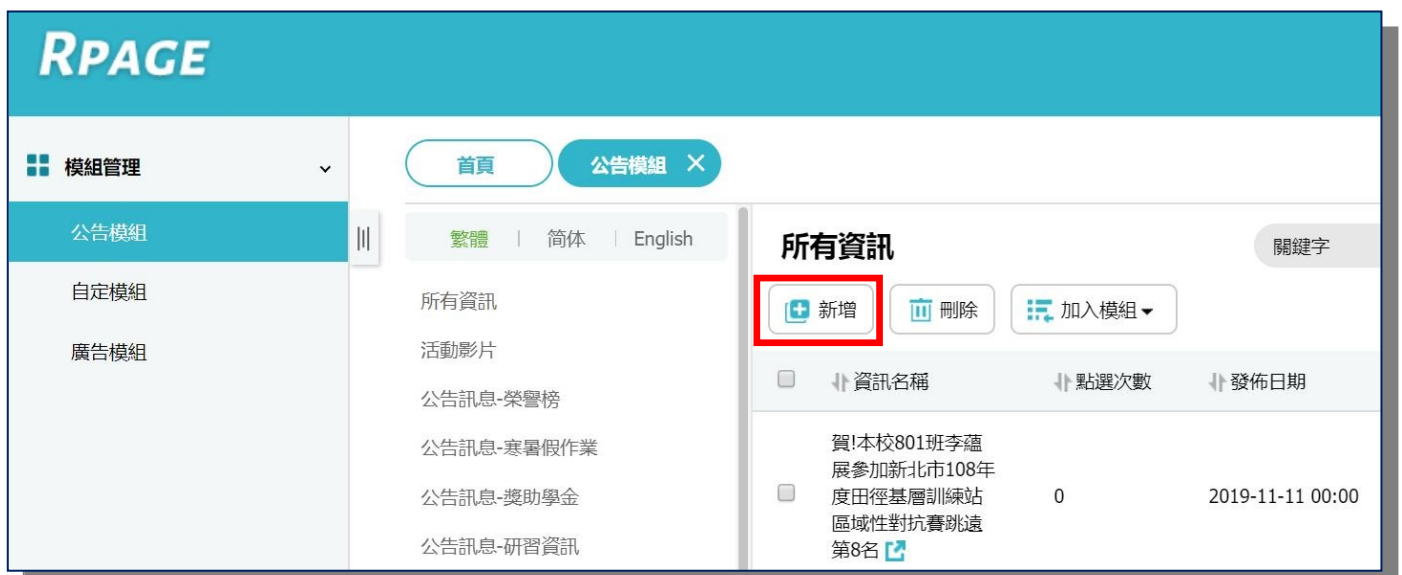 RPAGE
模組管理
公告模組
自定模組
廣告模組
首頁
公告模組
繁體 | 简体 | English
所有資訊
活動影片
公告訊息-榮譽榜
公告訊息-寒暑假作業
公告訊息-獎助學金
公告訊息-研習資訊
所有資訊
關鍵字
新增
刪除
加入模組
資訊名稱
點選次數
發佈日期
賀!本校801班李蘊
展參加新北市108年
度田徑基層訓練站
區域性對抗賽跳遠
第8名
0
2019-11-11 00:00